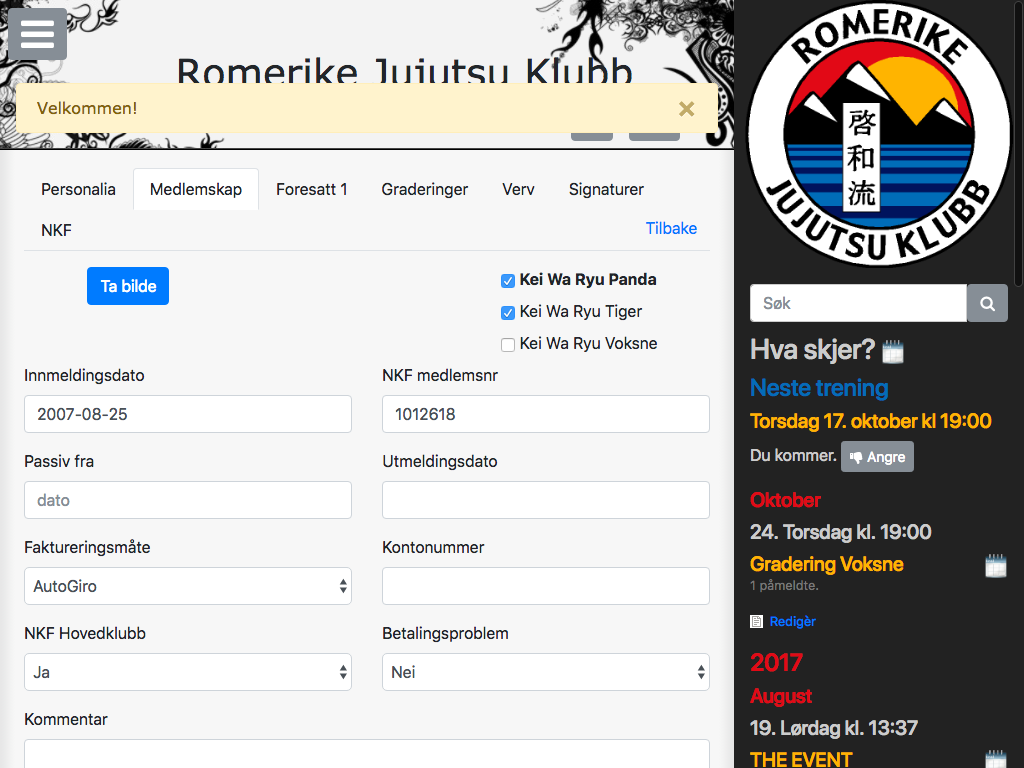 Romerike Jujutsu Klubb
Velkommen!
×
Personalia
Medlemskap
Foresatt 1
Graderinger
Verv
Signaturer
NKF
Tilbake
Ta bilde
Kei Wa Ryu Panda
Kei Wa Ryu Tiger
Kei Wa Ryu Voksne
Innmeldingsdato
NKF medlemsnr
2007-08-25
1012618
Passiv fra
Utmeldingsdato
dato
Faktureringsmåte
Kontonummer
AutoGiro
NKF Hovedklubb
Betalingsproblem
Ja
Nei
Kommentar
ROMERIKE
啓和流
JUJUTSU KLUBB
Søk
Hva skjer?
Neste trening
Torsdag 17. oktober kl 19:00
Du kommer.
Angre
Oktober
24. Torsdag kl. 19:00
Gradering Voksne
1 påmeldte.
Redigèr
2017
August
19. Lørdag kl. 13:37
THE EVENT